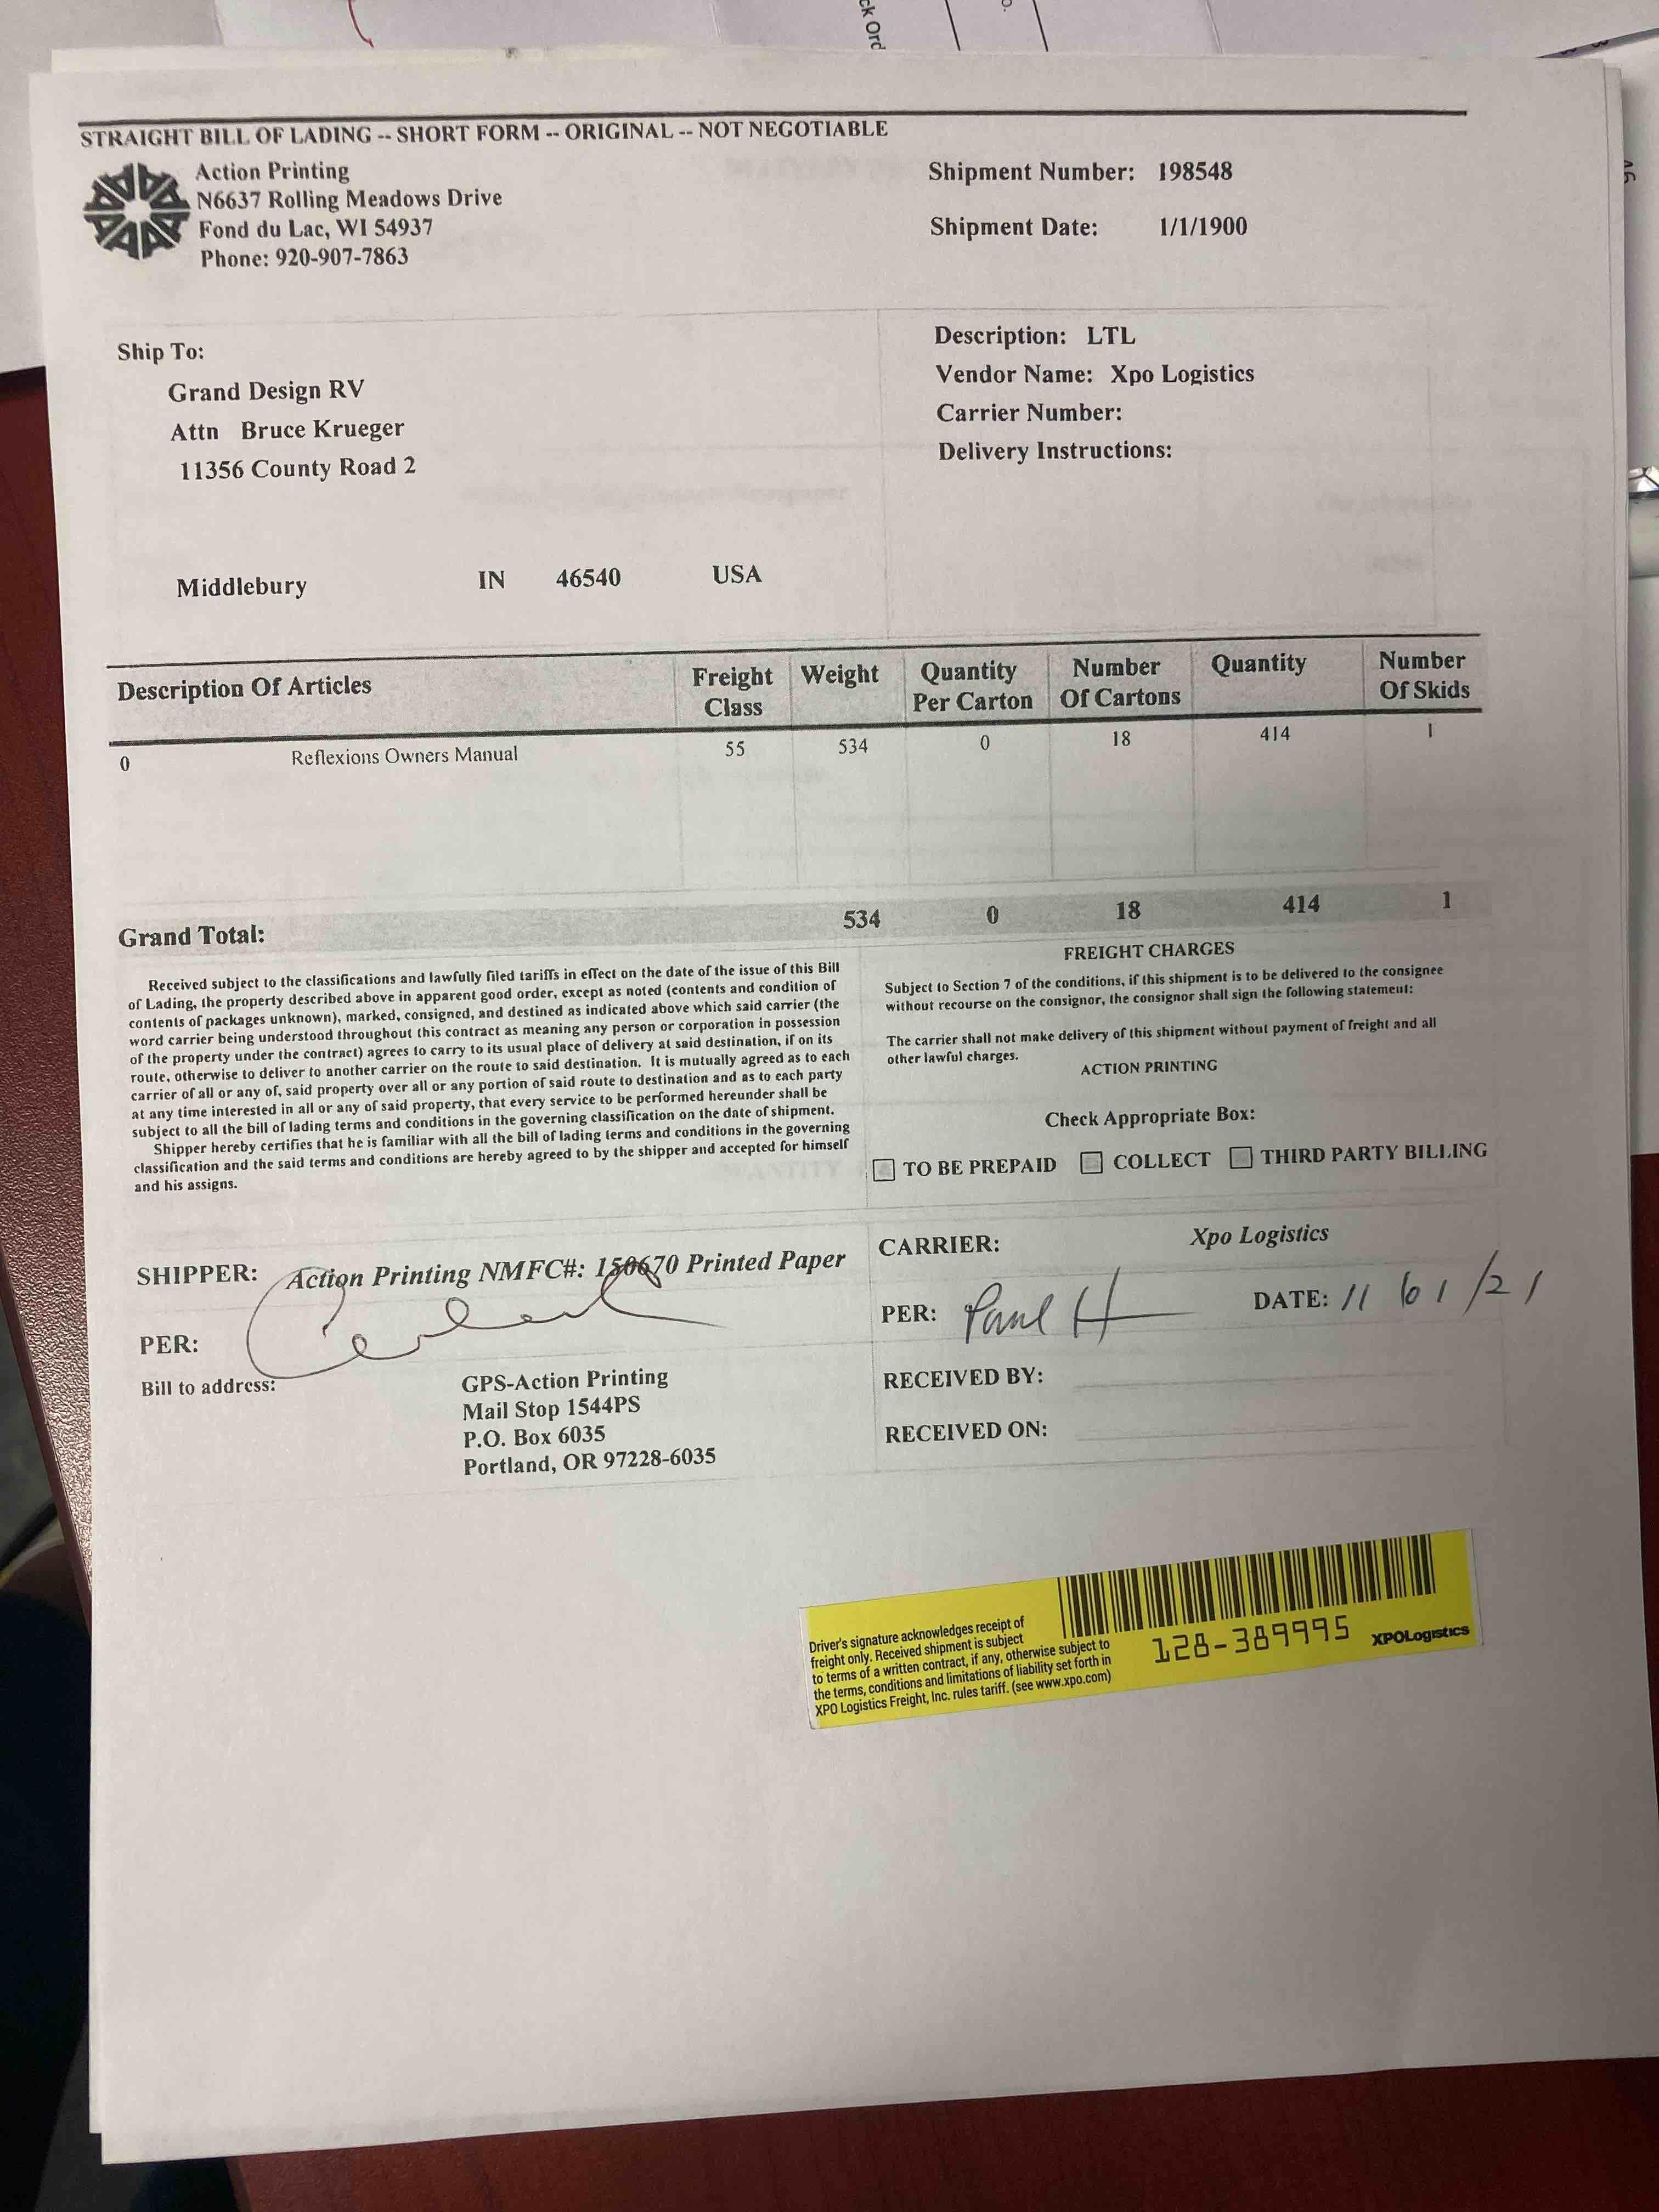 ck Ord
STRAIGHT BILL OF LADING -- SHORT FORM -- ORIGINAL -- NOT NEGOTIABLE
Action Printing
N6637 Rolling Meadows Drive
Fond du Lac, WI 54937
Phone: 920-907-7863
Shipment Number: 198548
Shipment Date: 1/1/1900
Ship To:
Grand Design RV
Attn Bruce Krueger
11356 County Road 2
Middlebury IN 46540 USA
Description: LTL
Vendor Name: Xpo Logistics
Carrier Number:
Delivery Instructions:
Description Of Articles Freight Class Weight Quantity Per Carton Number Of Cartons Quantity Number Of Skids
0 Reflexions Owners Manual 55 534 0 18 414 1
Grand Total: 534 0 18 414 1
Received subject to the classifications and lawfully filed tariffs in effect on the date of the issue of this Bill
of Lading, the property described above in apparent good order, except as noted (contents and condition of
contents of packages unknown), marked, consigned, and destined as indicated above which said carrier (the
word carrier being understood throughout this contract as meaning any person or corporation in possession
of the property under the contract) agrees to carry to its usual place of delivery at said destination, if on its
route, otherwise to deliver to another carrier on the route to said destination. It is mutually agreed as to each
carrier of all or any of, said property over all or any portion of said route to destination and as to each party
at any time interested in all or any of said property, that every service to be performed hereunder shall be
subject to all the bill of lading terms and conditions in the governing classification on the date of shipment.
Shipper hereby certifies that he is familiar with all the bill of lading terms and conditions in the governing
classification and the said terms and conditions are hereby agreed to by the shipper and accepted for himself
and his assigns.
FREIGHT CHARGES
Subject to Section 7 of the conditions, if this shipment is to be delivered to the consignee
without recourse on the consignor, the consignor shall sign the following statement:
The carrier shall not make delivery of this shipment without payment of freight and all
other lawful charges.
ACTION PRINTING
Check Appropriate Box:
TO BE PREPAID COLLECT THIRD PARTY BILLING
SHIPPER: Action Printing NMFC#: 150670 Printed Paper
PER:
Bill to address:
GPS-Action Printing
Mail Stop 1544PS
P.O. Box 6035
Portland, OR 97228-6035
CARRIER: Xpo Logistics
PER: Paul H DATE: 11/01/21
RECEIVED BY:
RECEIVED ON:
Driver's signature acknowledges receipt of
freight only. Received shipment is subject
to terms of a written contract, if any, otherwise subject to
the terms, conditions and limitations of liability set forth in
XPO Logistics Freight, Inc. rules tariff. (see www.xpo.com)
128-389995 XPOLogistics